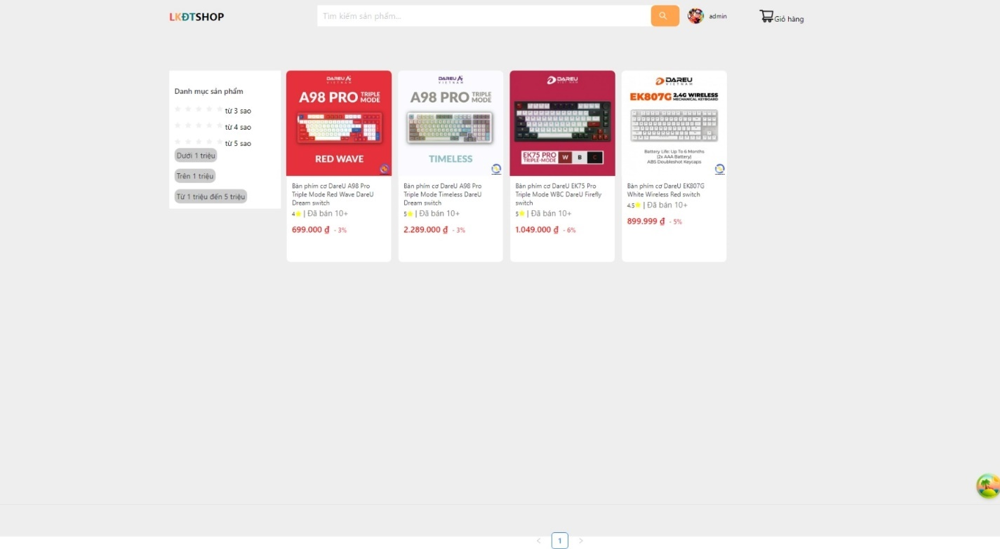 LKĐTSHOP
Tìm kiếm sản phẩm...
admin
Giỏ hàng
Danh mục sản phẩm
từ 3 sao
từ 4 sao
từ 5 sao
Dưới 1 triệu
Trên 1 triệu
Từ 1 triệu đến 5 triệu
DAREU
VIETNAM
A98 PRO TRIPLE MODE
RED WAVE
Bàn phím cơ DareU A98 Pro
Triple Mode Red Wave DareU
Dream switch
4 | Đã bán 10+
699.000 ₫ - 3%
DAREU
VIETNAM
A98 PRO TRIPLE MODE
TIMELESS
Bàn phím cơ DareU A98 Pro
Triple Mode Timeless DareU
Dream switch
5 | Đã bán 10+
2.289.000 ₫ - 3%
DAREU
VIETNAM
EK75 PRO
TRIPLE-MODE
W B C
Bàn phím cơ DareU EK75 Pro
Triple Mode WBC DareU Firefly
switch
5 | Đã bán 10+
1.049.000 ₫ - 6%
DAREU
VIETNAM
EK807G 2.4G WIRELESS
MECHANICAL KEYBOARD
Battery Life: Up To 6 Months
(2x AAA Battery)
ABS Doubleshot Keycaps
Bàn phím cơ DareU EK807G
White Wireless Red switch
4.5 | Đã bán 10+
899.999 ₫ - 5%
1